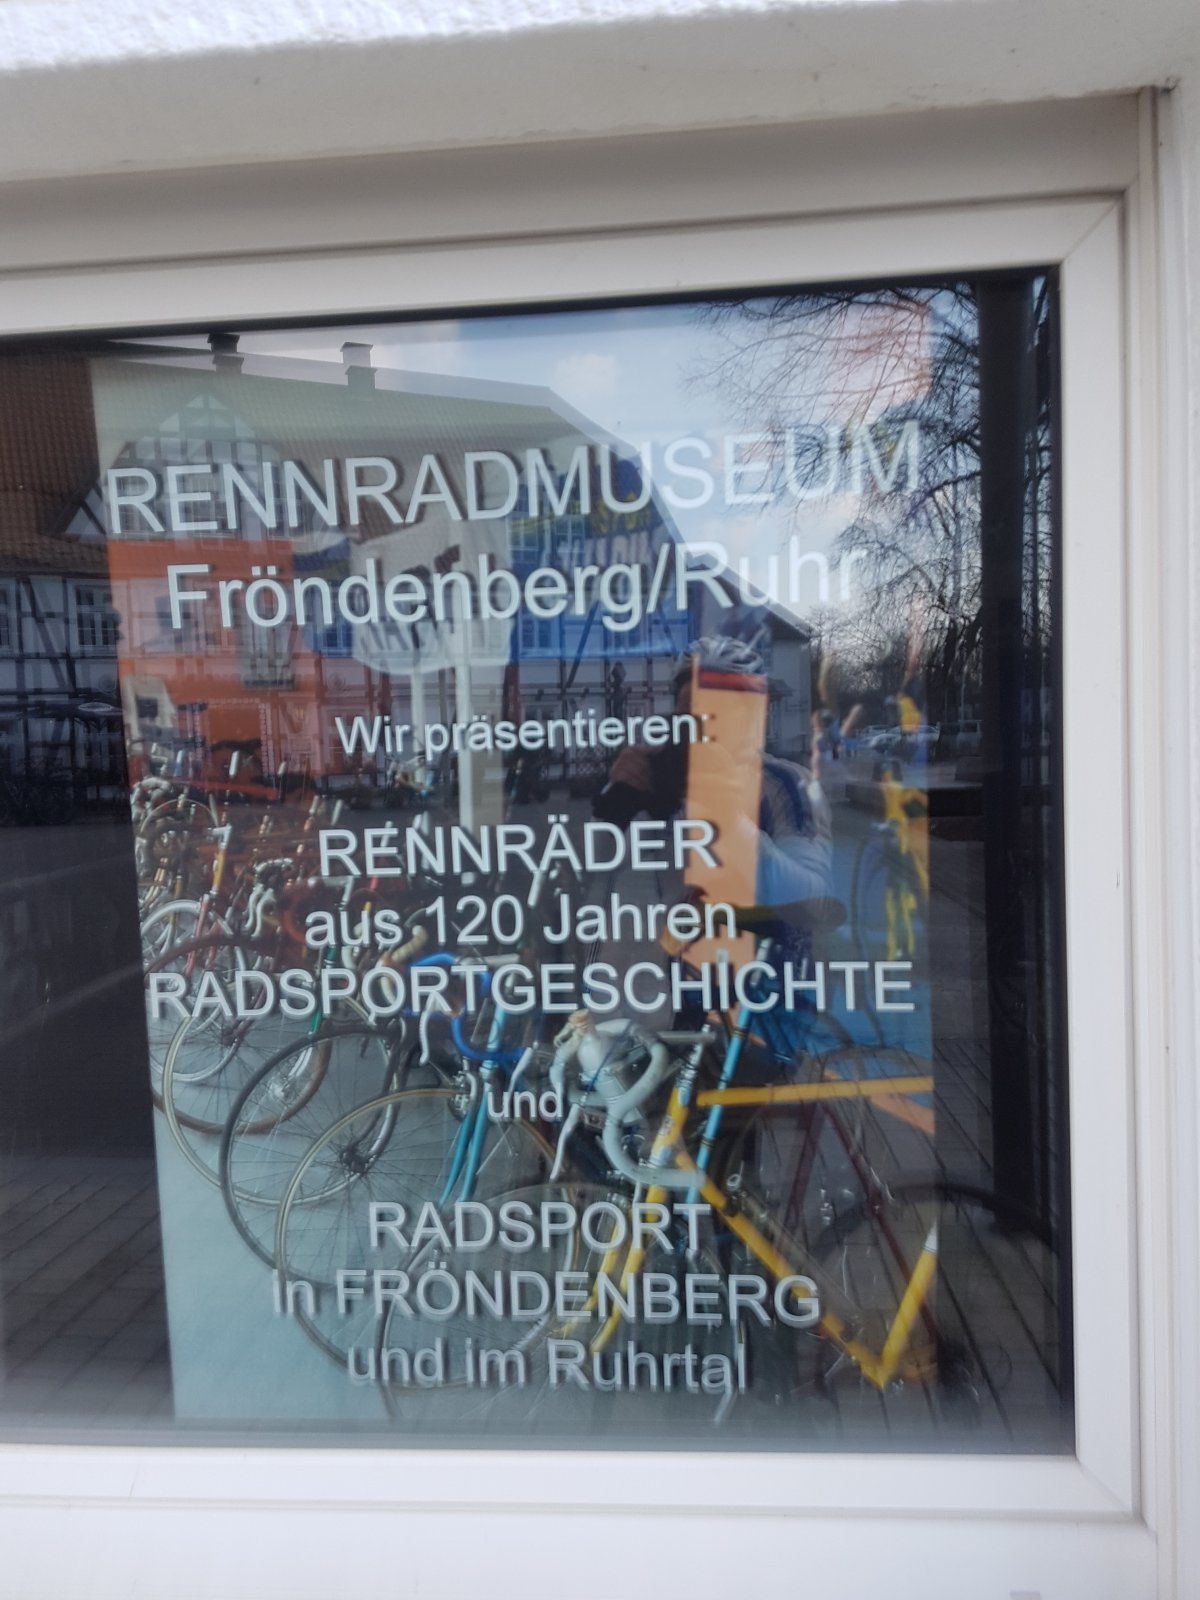 RENNRADMUSEUM
Fröndenberg/Ruhr
Wir präsentieren:
RENNRÄDER
aus 120 Jahren
RADSPORTGESCHICHTE
und
RADSPORT
in FRÖNDENBERG
und im Ruhrtal